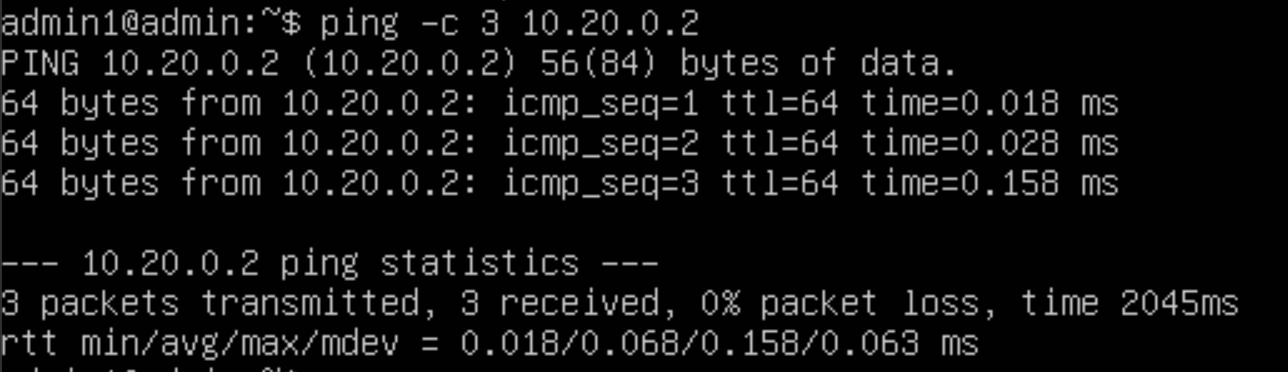 admin1@admin:~$ ping -c 3 10.20.0.2
PING 10.20.0.2 (10.20.0.2) 56(84) bytes of data.
64 bytes from 10.20.0.2: icmp_seq=1 ttl=64 time=0.018 ms
64 bytes from 10.20.0.2: icmp_seq=2 ttl=64 time=0.028 ms
64 bytes from 10.20.0.2: icmp_seq=3 ttl=64 time=0.158 ms
--- 10.20.0.2 ping statistics ---
3 packets transmitted, 3 received, 0% packet loss, time 2045ms
rtt min/avg/max/mdev = 0.018/0.068/0.158/0.063 ms